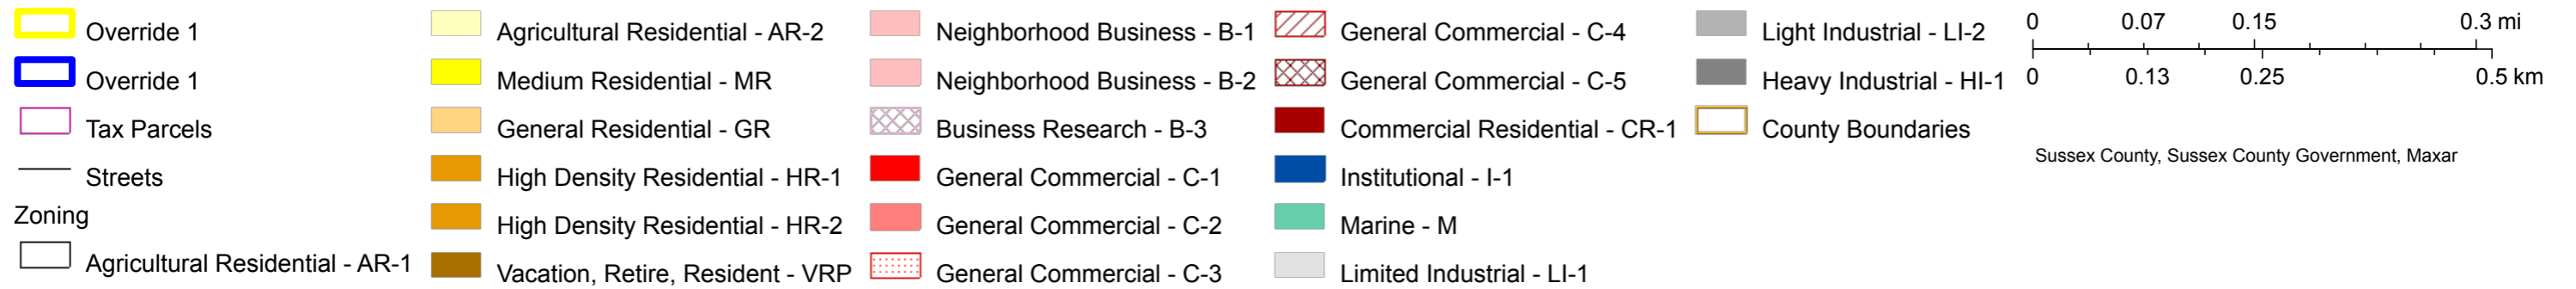 Override 1
Override 1
Tax Parcels
Streets
Zoning
Agricultural Residential - AR-1
Agricultural Residential - AR-2
Medium Residential - MR
General Residential - GR
High Density Residential - HR-1
High Density Residential - HR-2
Vacation, Retire, Resident - VRP
Neighborhood Business - B-1
Neighborhood Business - B-2
Business Research - B-3
General Commercial - C-1
General Commercial - C-2
General Commercial - C-3
General Commercial - C-4
General Commercial - C-5
Commercial Residential - CR-1
Institutional - I-1
Marine - M
Limited Industrial - LI-1
Light Industrial - LI-2
Heavy Industrial - HI-1
County Boundaries
0 0.07 0.15 0.3 mi
0 0.13 0.25 0.5 km
Sussex County, Sussex County Government, Maxar